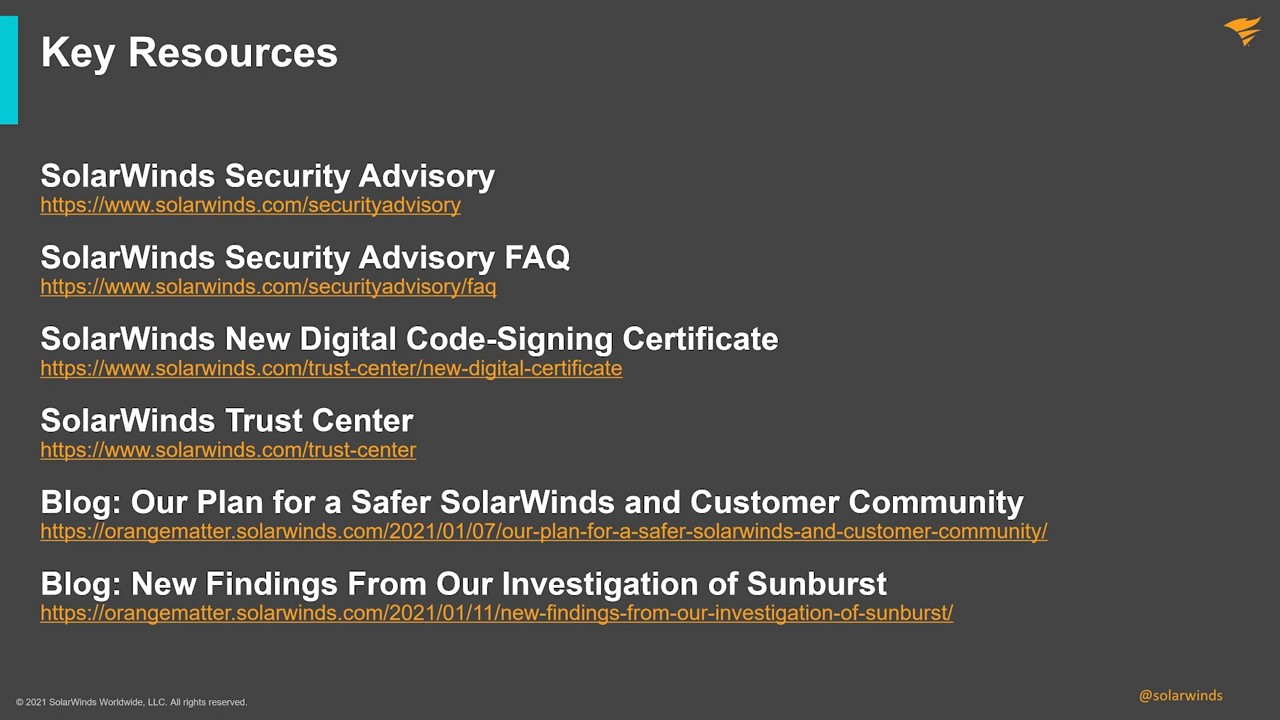 Key Resources
SolarWinds Security Advisory
https://www.solarwinds.com/securityadvisory
SolarWinds Security Advisory FAQ
https://www.solarwinds.com/securityadvisory/faq
SolarWinds New Digital Code-Signing Certificate
https://www.solarwinds.com/trust-center/new-digital-certificate
SolarWinds Trust Center
https://www.solarwinds.com/trust-center
Blog: Our Plan for a Safer SolarWinds and Customer Community
https://orangematter.solarwinds.com/2021/01/07/our-plan-for-a-safer-solarwinds-and-customer-community/
Blog: New Findings From Our Investigation of Sunburst
https://orangematter.solarwinds.com/2021/01/11/new-findings-from-our-investigation-of-sunburst/
© 2021 SolarWinds Worldwide, LLC. All rights reserved.
@solarwinds